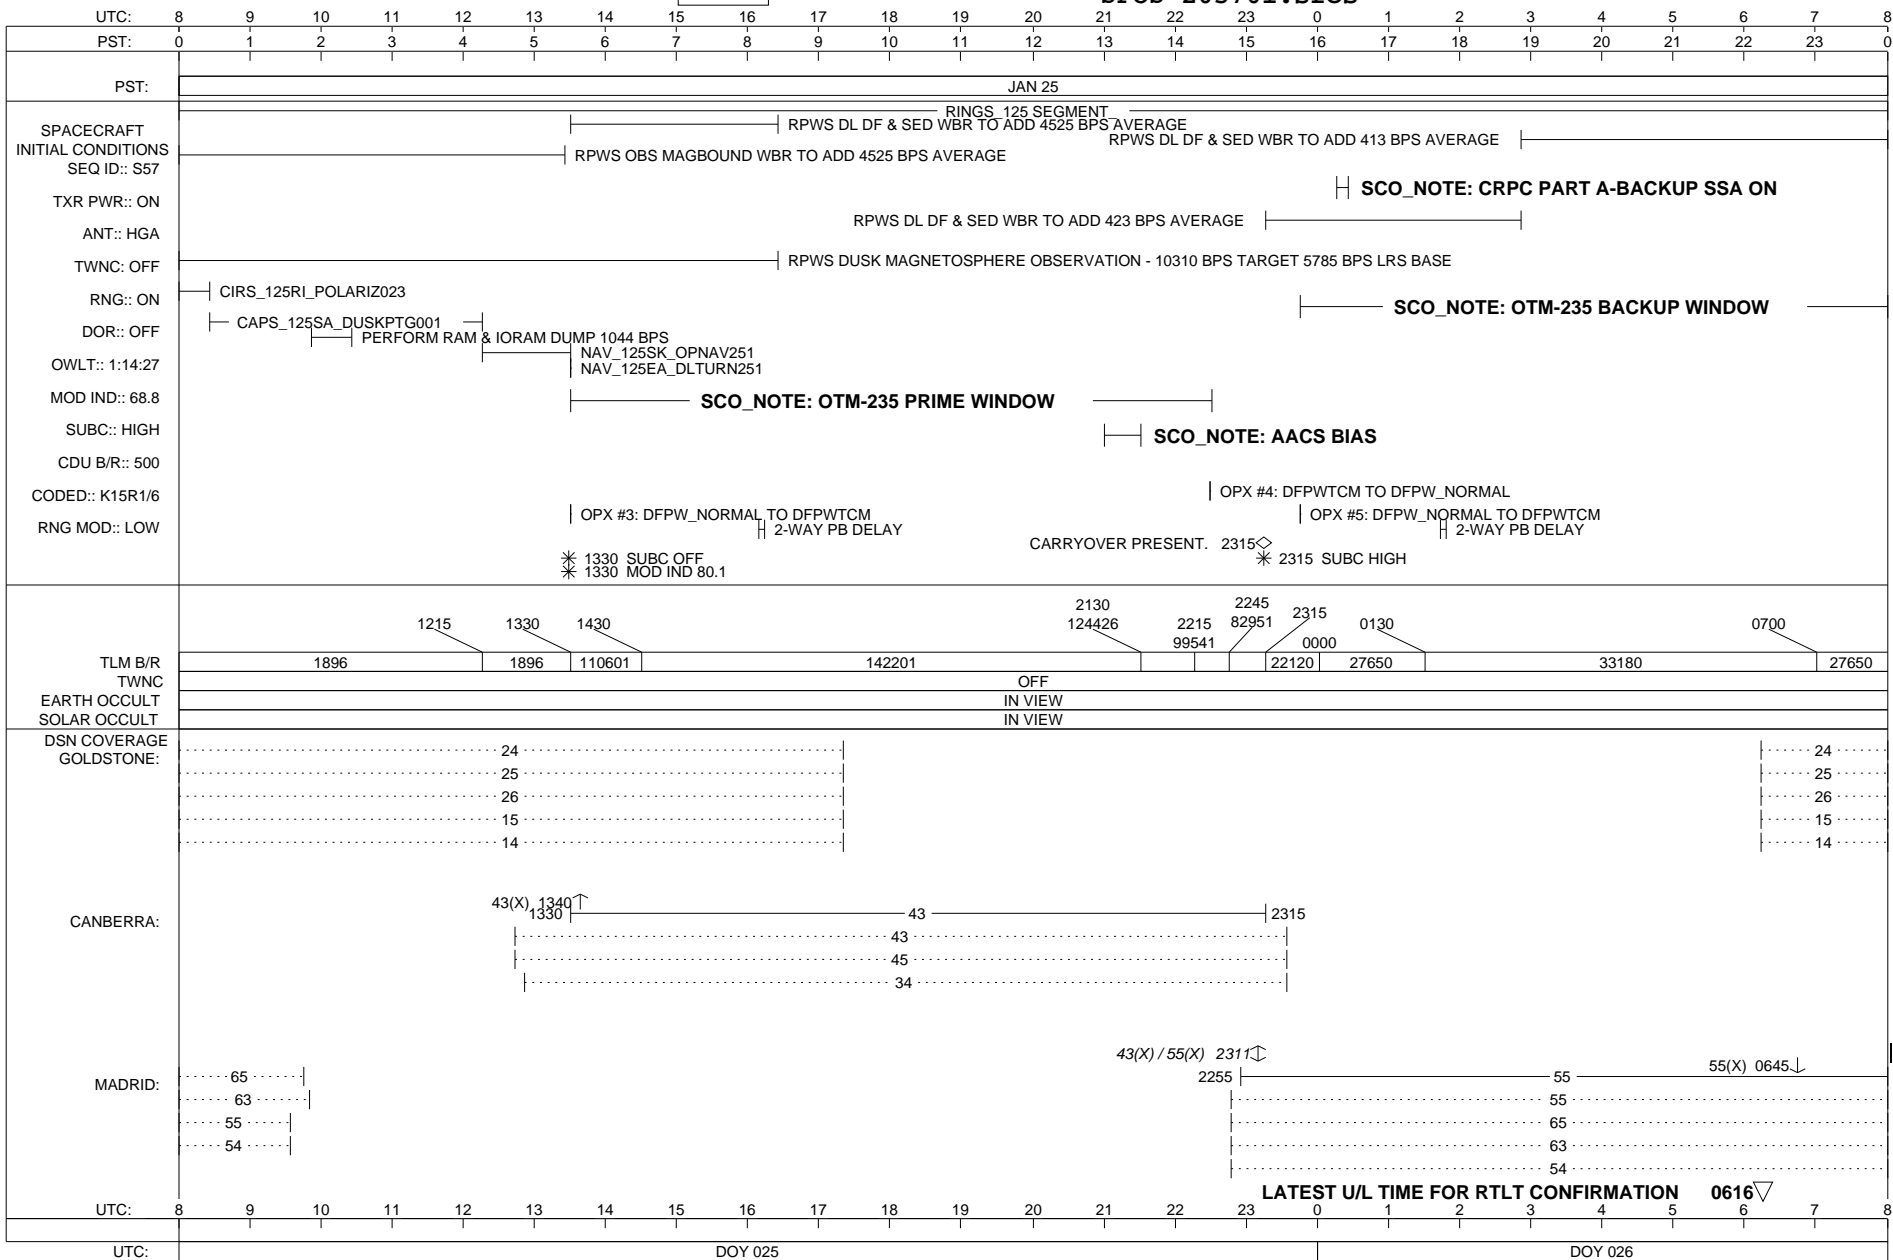 UTC: 8 9 10 11 12 13 14 15 16 17 18 19 20 21 22 23 0 1 2 3 4 5 6 7 8
PST: 0 1 2 3 4 5 6 7 8 9 10 11 12 13 14 15 16 17 18 19 20 21 22 23 0
PST: JAN 25
RINGS_125 SEGMENT
SPACECRAFT
INITIAL CONDITIONS
SEQ ID:: S57
TXR PWR:: ON
ANT:: HGA
TWNC: OFF
RNG:: ON
DOR:: OFF
OWLT:: 1:14:27
MOD IND:: 68.8
SUBC:: HIGH
CDU B/R:: 500
CODED:: K15R1/6
RNG MOD:: LOW
RPWS DL DF & SED WBR TO ADD 4525 BPS AVERAGE
RPWS DL DF & SED WBR TO ADD 413 BPS AVERAGE
RPWS OBS MAGBOUND WBR TO ADD 4525 BPS AVERAGE
SCO_NOTE: CRPC PART A-BACKUP SSA ON
RPWS DL DF & SED WBR TO ADD 423 BPS AVERAGE
RPWS DUSK MAGNETOSPHERE OBSERVATION - 10310 BPS TARGET 5785 BPS LRS BASE
CIRS_125RI_POLARIZ023
SCO_NOTE: OTM-235 BACKUP WINDOW
CAPS_125SA_DUSKPTG001
PERFORM RAM & IORAM DUMP 1044 BPS
NAV_125SK_OPNAV251
NAV_125EA_DLTURN251
SCO_NOTE: OTM-235 PRIME WINDOW
SCO_NOTE: AACS BIAS
OPX #4: DFPWTCM TO DFPW_NORMAL
OPX #3: DFPW_NORMAL TO DFPWTCM
OPX #5: DFPW_NORMAL TO DFPWTCM
2-WAY PB DELAY
2-WAY PB DELAY
CARRYOVER PRESENT. 2315
1330 SUBC OFF
2315 SUBC HIGH
1330 MOD IND 80.1
2130 2245
1215 1330 1430 124426 2215 82951 2315 0130 0700
99541 0000
TLM B/R 1896 1896 110601 142201 22120 27650 33180 27650
TWNC OFF
EARTH OCCULT IN VIEW
SOLAR OCCULT IN VIEW
DSN COVERAGE
GOLDSTONE:
24 24
25 25
26 26
15 15
14 14
43(X) 1340
CANBERRA: 1330 43 2315
43
45
34
43(X) / 55(X) 2311
55(X) 0645
MADRID: 65 2255 55
63 55
55 65
54 63
54
LATEST U/L TIME FOR RTLT CONFIRMATION 0616
UTC: 8 9 10 11 12 13 14 15 16 17 18 19 20 21 22 23 0 1 2 3 4 5 6 7 8
UTC: DOY 025 DOY 026